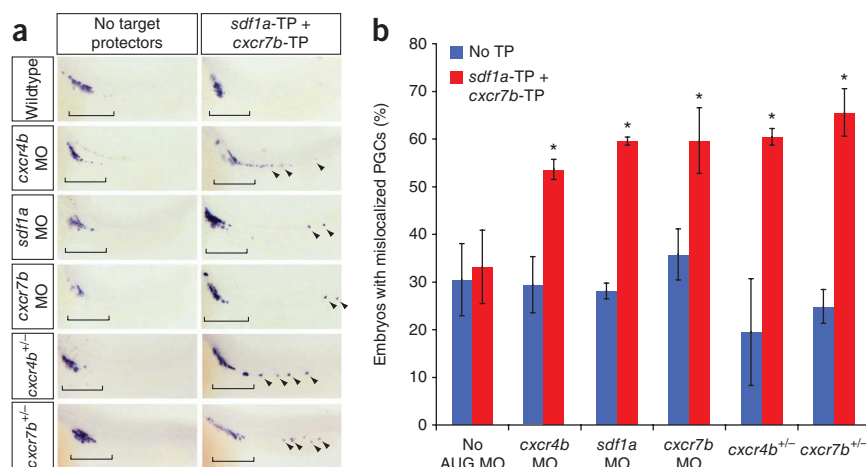 a
No target
protectors
sdf1a-TP +
cxcr7b-TP
Wildtype
cxcr4b
MO
sdf1a
MO
cxcr7b
MO
cxcr4b+/–
cxcr7b+/–
b
Embryos with mislocalized PGCs (%)
80
70
60
50
40
30
20
10
0
No TP
sdf1a-TP +
cxcr7b-TP
*
*
*
*
*
No
AUG MO
cxcr4b
MO
sdf1a
MO
cxcr7b
MO
cxcr4b+/–
cxcr7b+/–